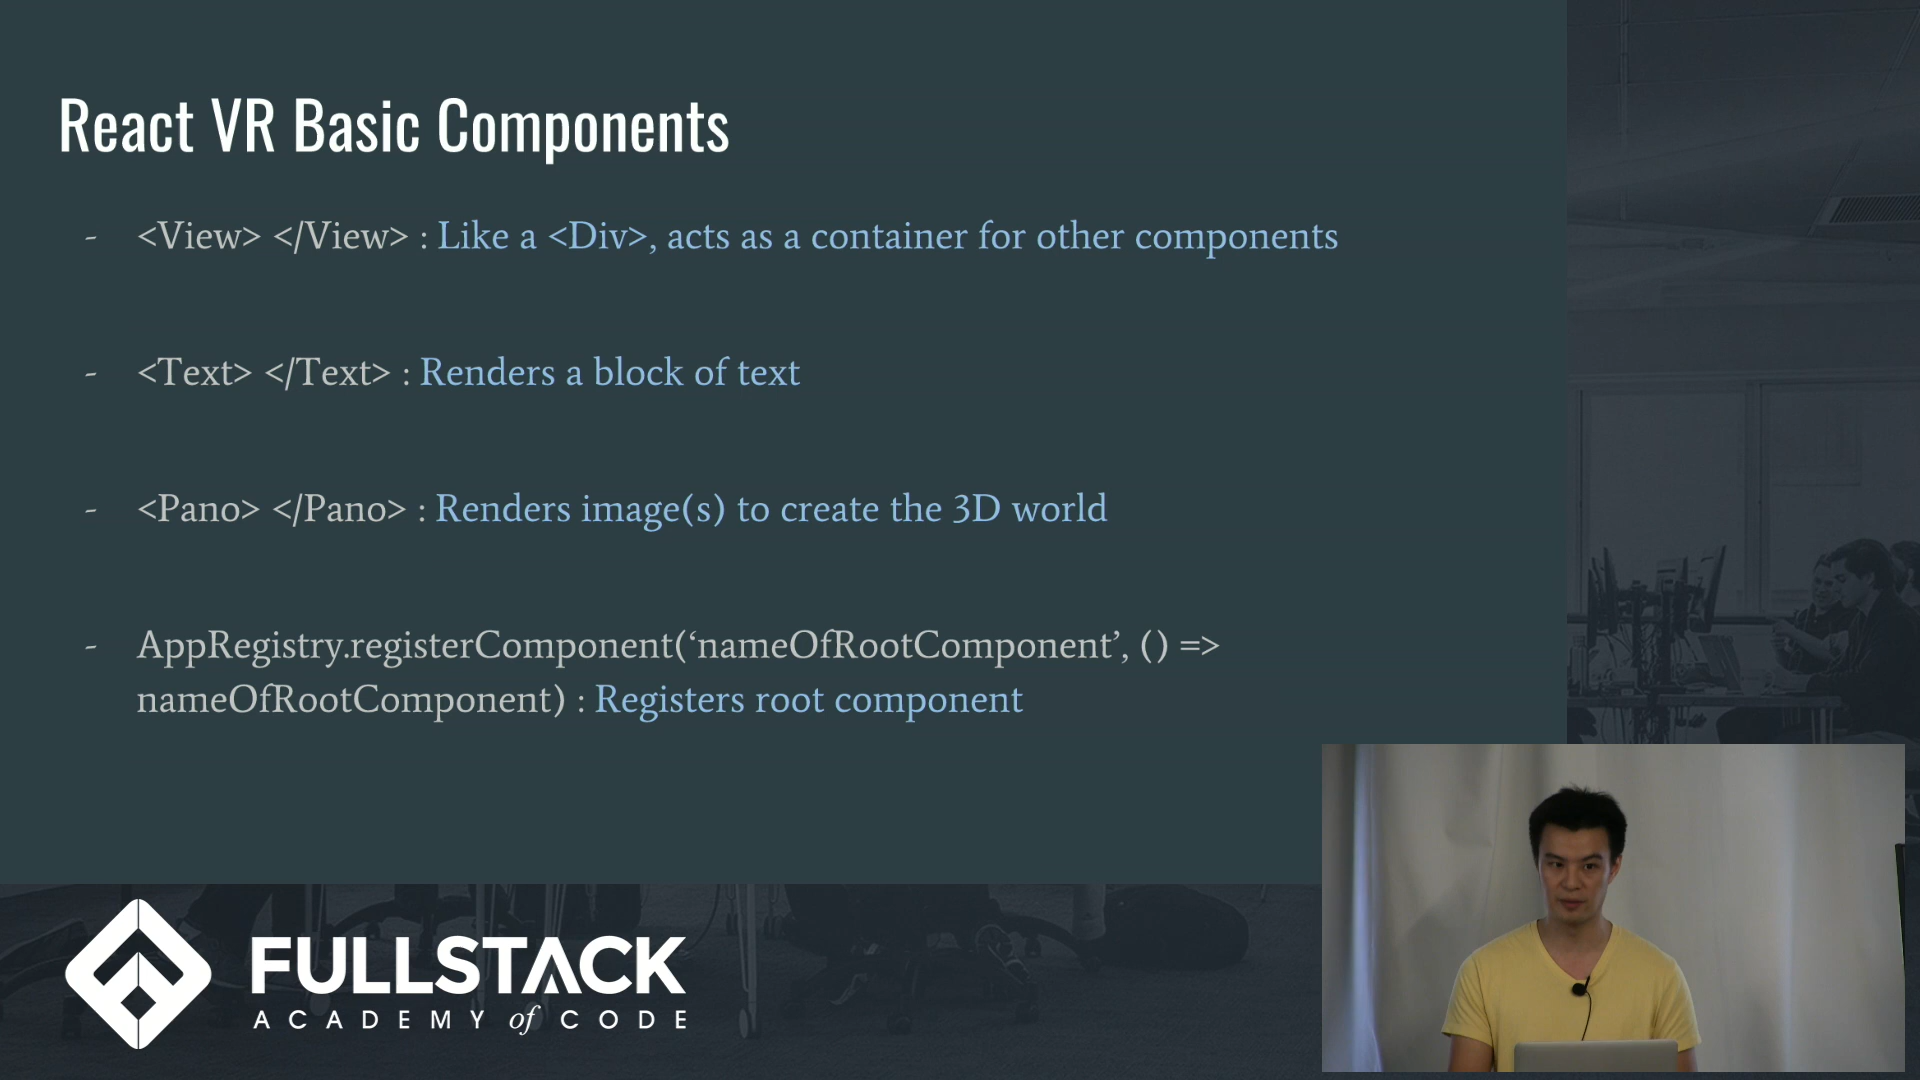 React VR Basic Components
- <View> </View> : Like a <Div>, acts as a container for other components
- <Text> </Text> : Renders a block of text
- <Pano> </Pano> : Renders image(s) to create the 3D world
- AppRegistry.registerComponent(‘nameOfRootComponent’, () =>
nameOfRootComponent) : Registers root component
FULLSTACK
ACADEMY of CODE